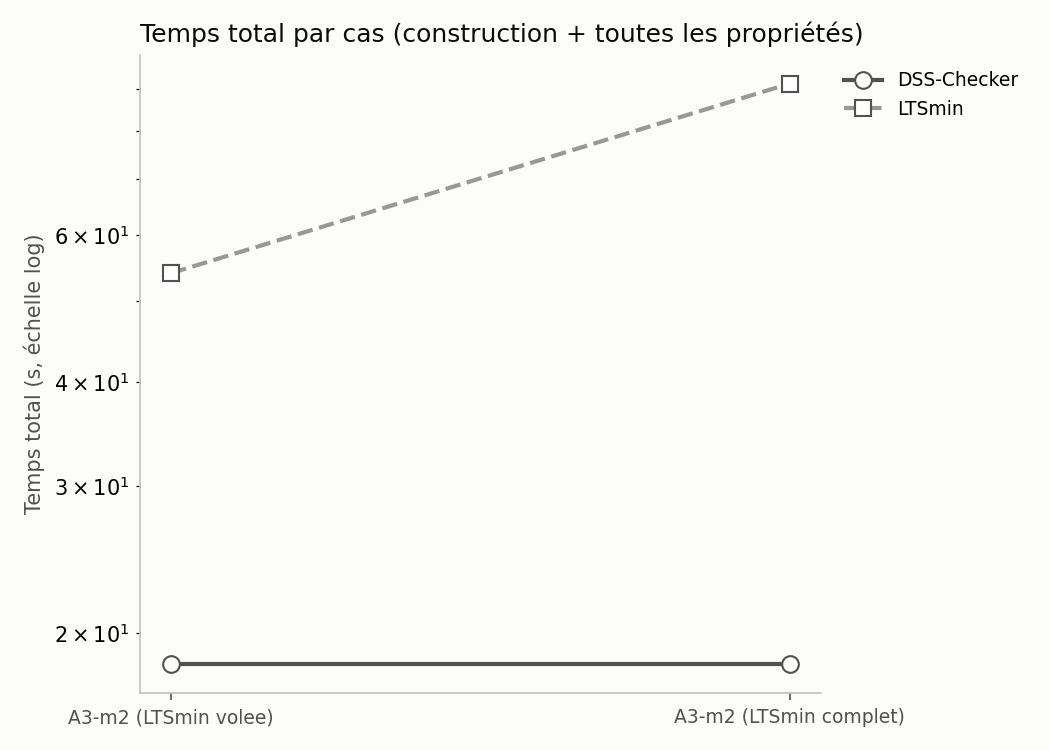 Temps total par cas (construction + toutes les propriétés)
DSS-Checker
LTSmin
Temps total (s, échelle log)
6 × 10¹
4 × 10¹
3 × 10¹
2 × 10¹
A3-m2 (LTSmin volee)
A3-m2 (LTSmin complet)